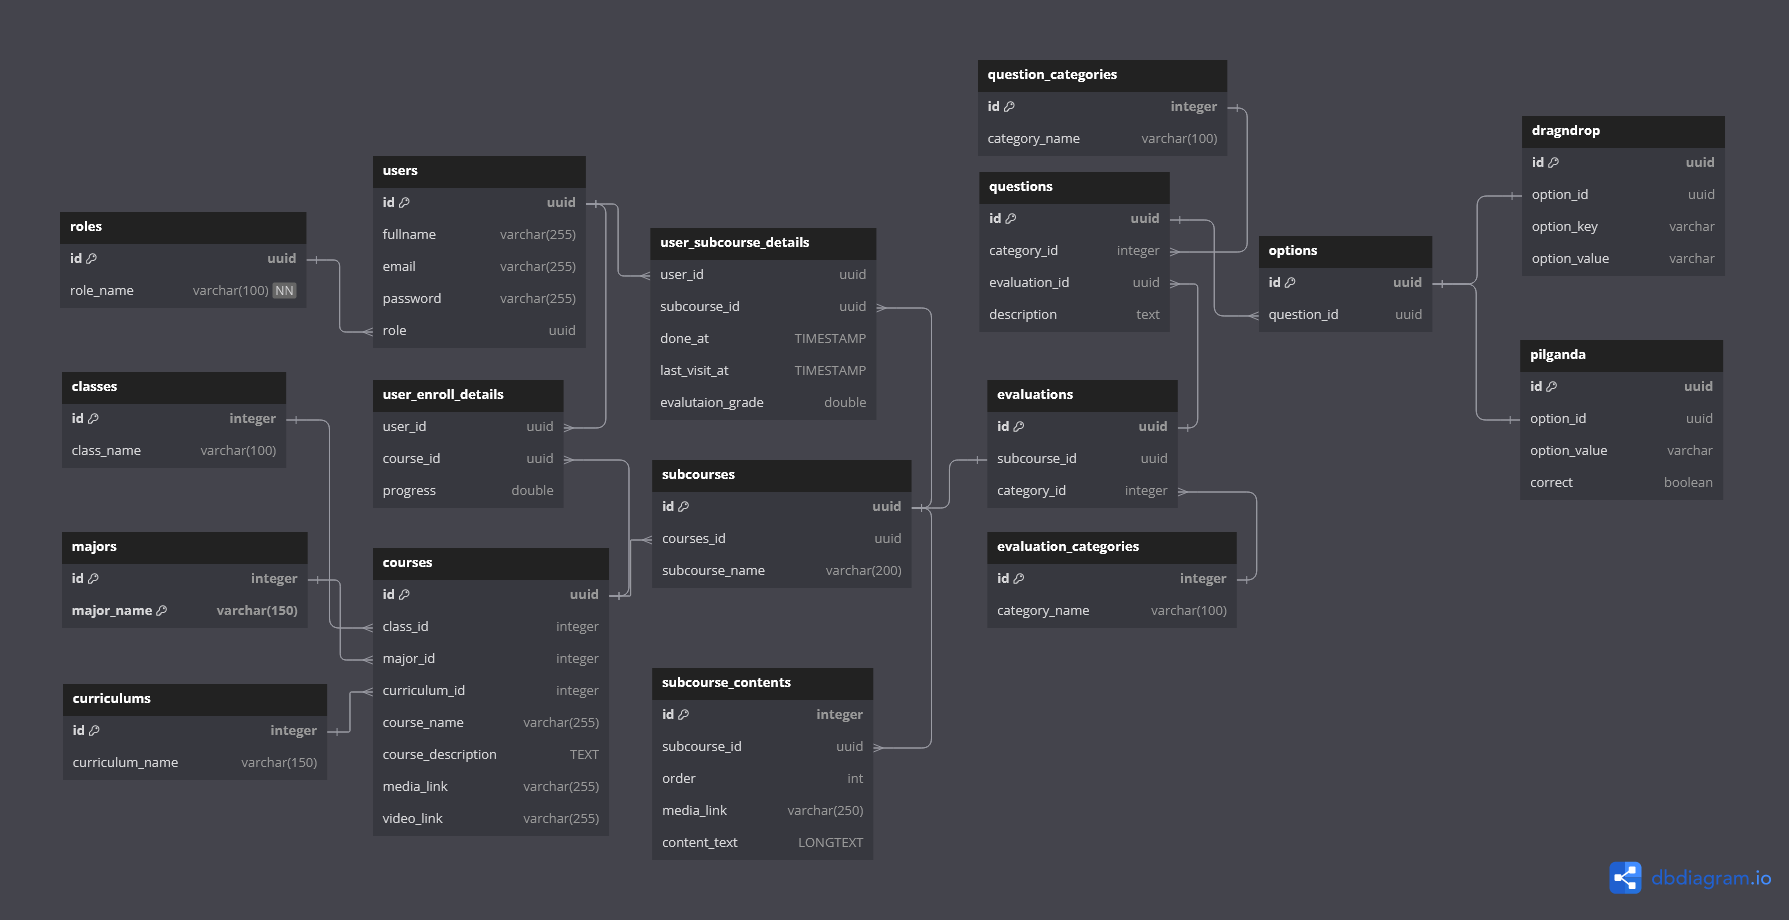 roles
id uuid
role_name varchar(100) NN
classes
id integer
class_name varchar(100)
majors
id integer
major_name varchar(150)
curriculums
id integer
curriculum_name varchar(150)
users
id uuid
fullname varchar(255)
email varchar(255)
password varchar(255)
role uuid
user_enroll_details
user_id uuid
course_id uuid
progress double
courses
id uuid
class_id integer
major_id integer
curriculum_id integer
course_name varchar(255)
course_description TEXT
media_link varchar(255)
video_link varchar(255)
user_subcourse_details
user_id uuid
subcourse_id uuid
done_at TIMESTAMP
last_visit_at TIMESTAMP
evalutaion_grade double
subcourses
id uuid
courses_id uuid
subcourse_name varchar(200)
subcourse_contents
id integer
subcourse_id uuid
order int
media_link varchar(250)
content_text LONGTEXT
question_categories
id integer
category_name varchar(100)
questions
id uuid
category_id integer
evaluation_id uuid
description text
evaluations
id uuid
subcourse_id uuid
category_id integer
evaluation_categories
id integer
category_name varchar(100)
options
id uuid
question_id uuid
dragndrop
id uuid
option_id uuid
option_key varchar
option_value varchar
pilganda
id uuid
option_id uuid
option_value varchar
correct boolean
dbdiagram.io